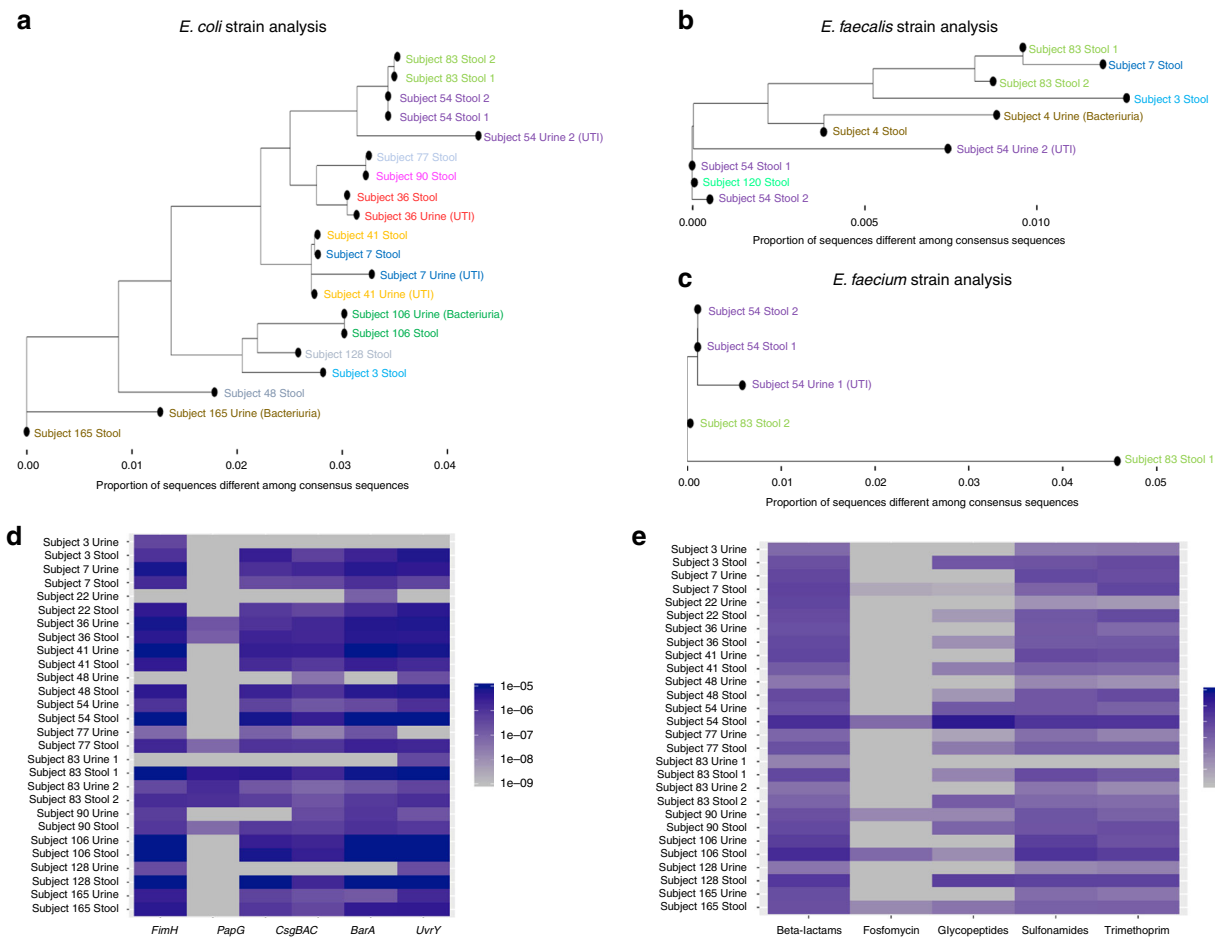 a
E. coli strain analysis
Subject 83 Stool 2
Subject 83 Stool 1
Subject 54 Stool 2
Subject 54 Stool 1
Subject 54 Urine 2 (UTI)
Subject 77 Stool
Subject 90 Stool
Subject 36 Stool
Subject 36 Urine (UTI)
Subject 41 Stool
Subject 7 Stool
Subject 7 Urine (UTI)
Subject 41 Urine (UTI)
Subject 106 Urine (Bacteriuria)
Subject 106 Stool
Subject 128 Stool
Subject 3 Stool
Subject 48 Stool
Subject 165 Urine (Bacteriuria)
Subject 165 Stool
0.00 0.01 0.02 0.03 0.04
Proportion of sequences different among consensus sequences
b
E. faecalis strain analysis
Subject 83 Stool 1
Subject 7 Stool
Subject 83 Stool 2
Subject 3 Stool
Subject 4 Urine (Bacteriuria)
Subject 4 Stool
Subject 54 Urine 2 (UTI)
Subject 54 Stool 1
Subject 120 Stool
Subject 54 Stool 2
0.000 0.005 0.010
Proportion of sequences different among consensus sequences
c
E. faecium strain analysis
Subject 54 Stool 2
Subject 54 Stool 1
Subject 54 Urine 1 (UTI)
Subject 83 Stool 2
Subject 83 Stool 1
0.00 0.01 0.02 0.03 0.04 0.05
Proportion of sequences different among consensus sequences
d
Subject 3 Urine
Subject 3 Stool
Subject 7 Urine
Subject 7 Stool
Subject 22 Urine
Subject 22 Stool
Subject 36 Urine
Subject 36 Stool
Subject 41 Urine
Subject 41 Stool
Subject 48 Urine
Subject 48 Stool
Subject 54 Urine
Subject 54 Stool
Subject 77 Urine
Subject 77 Stool
Subject 83 Urine 1
Subject 83 Stool 1
Subject 83 Urine 2
Subject 83 Stool 2
Subject 90 Urine
Subject 90 Stool
Subject 106 Urine
Subject 106 Stool
Subject 128 Urine
Subject 128 Stool
Subject 165 Urine
Subject 165 Stool
FimH PapG CsgBAC BarA UvrY
1e−05
1e−06
1e−07
1e−08
1e−09
e
Subject 3 Urine
Subject 3 Stool
Subject 7 Urine
Subject 7 Stool
Subject 22 Urine
Subject 22 Stool
Subject 36 Urine
Subject 36 Stool
Subject 41 Urine
Subject 41 Stool
Subject 48 Urine
Subject 48 Stool
Subject 54 Urine
Subject 54 Stool
Subject 77 Urine
Subject 77 Stool
Subject 83 Urine 1
Subject 83 Stool 1
Subject 83 Urine 2
Subject 83 Stool 2
Subject 90 Urine
Subject 90 Stool
Subject 106 Urine
Subject 106 Stool
Subject 128 Urine
Subject 128 Stool
Subject 165 Urine
Subject 165 Stool
Beta-lactams Fosfomycin Glycopeptides Sulfonamides Trimethoprim